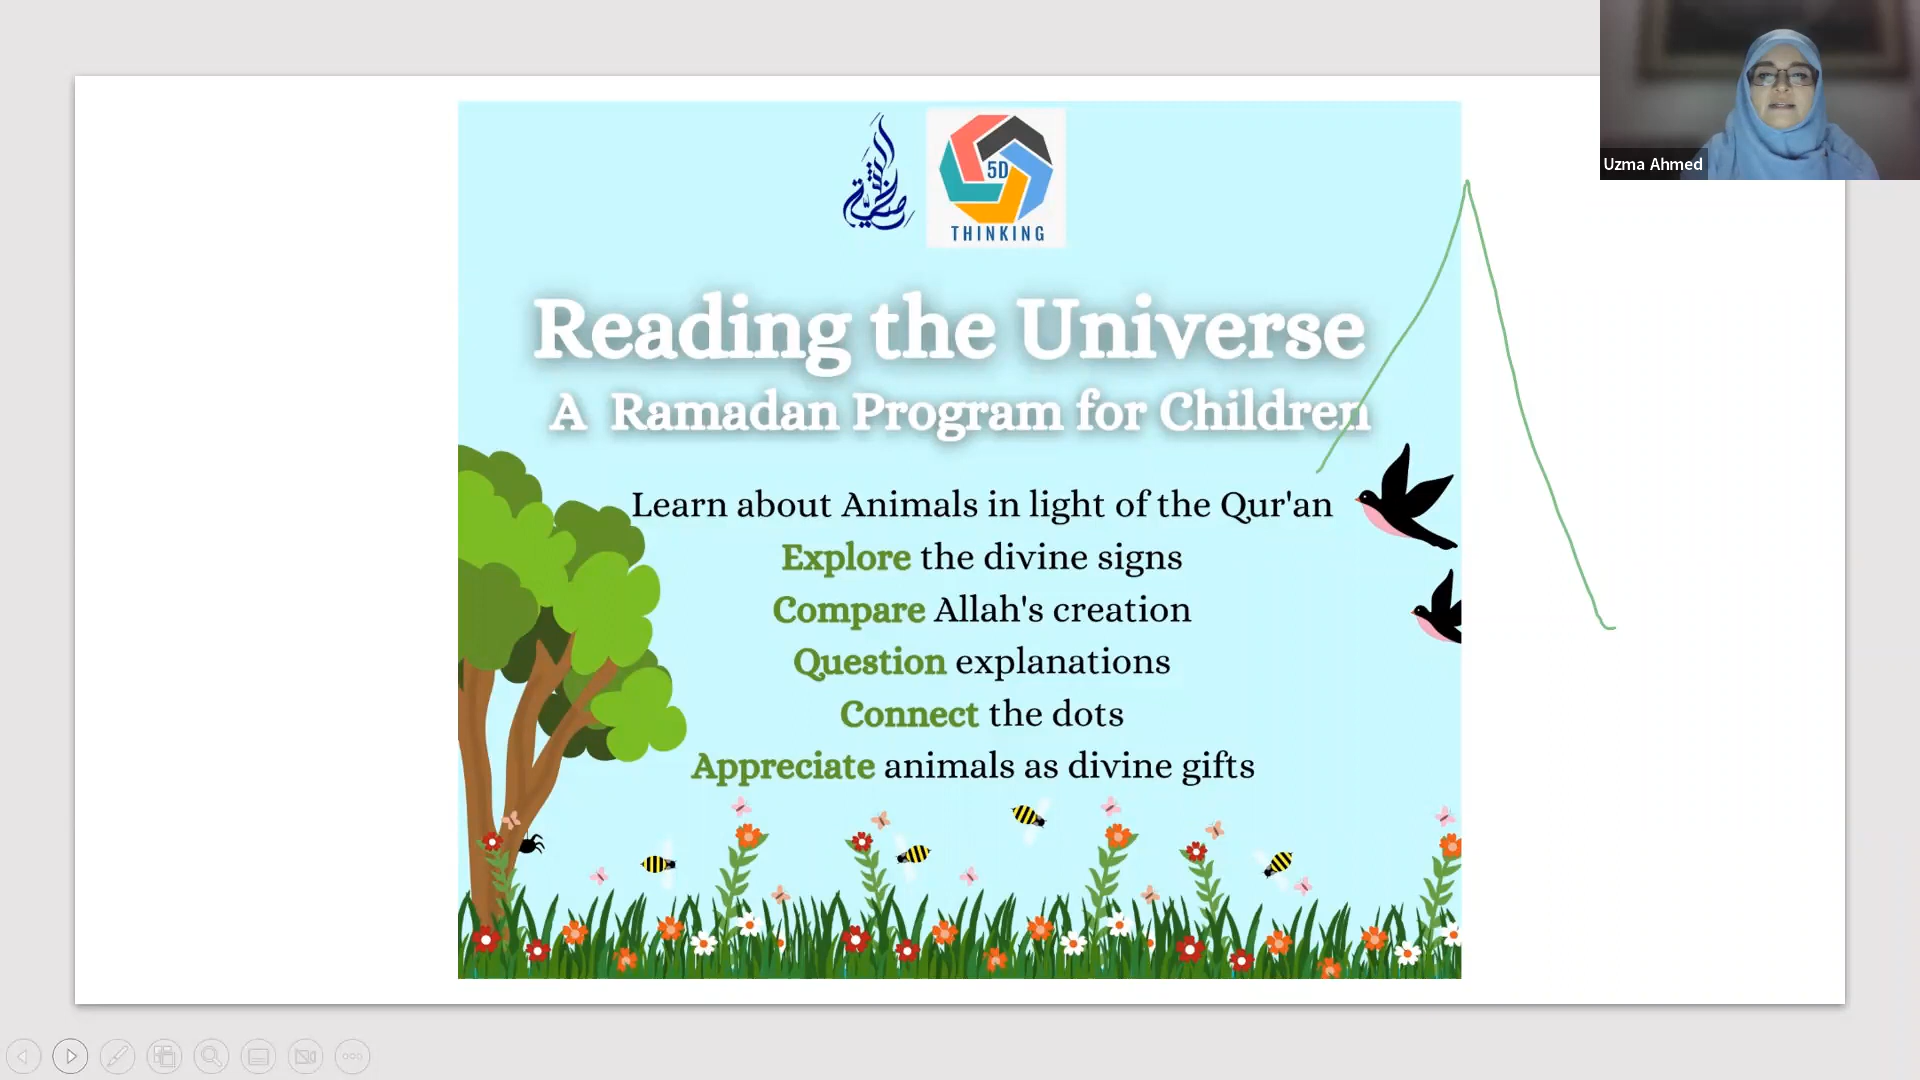 Uzma Ahmed
5D
THINKING
Reading the Universe
A Ramadan Program for Children
Learn about Animals in light of the Qur'an
Explore the divine signs
Compare Allah's creation
Question explanations
Connect the dots
Appreciate animals as divine gifts